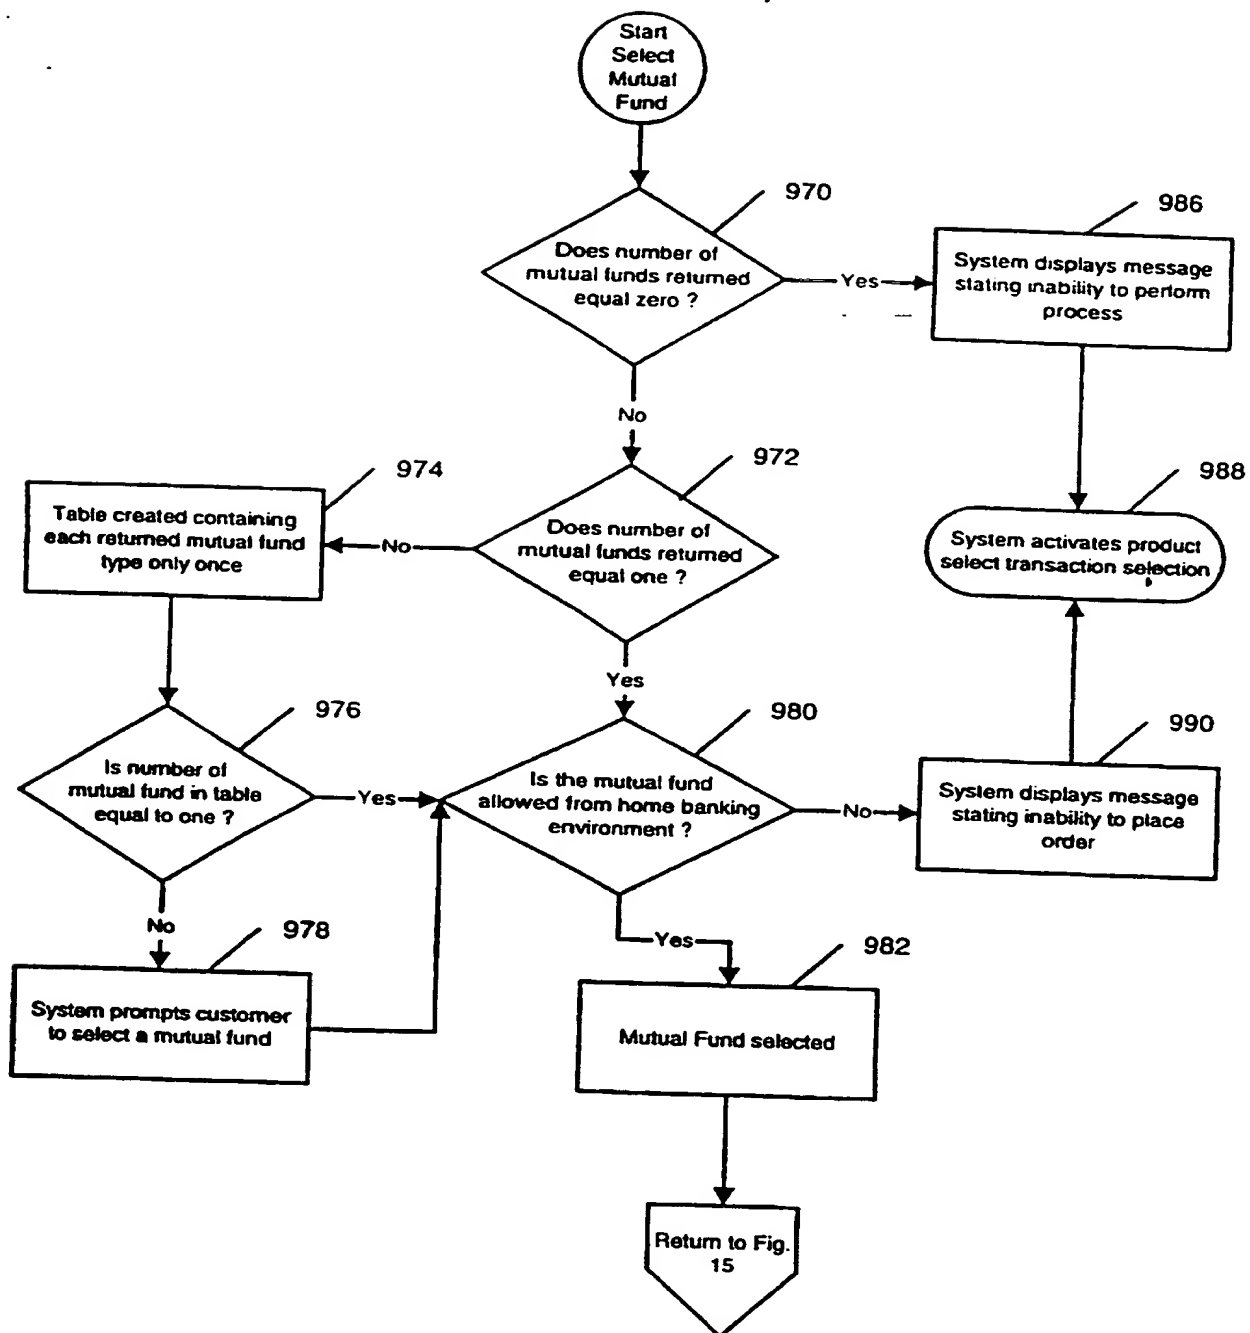 Start
Select
Mutual
Fund
970
Does number of
mutual funds returned
equal zero ?
Yes
986
System displays message
stating inability to perform
process
No
972
Does number of
mutual funds returned
equal one ?
No
974
Table created containing
each returned mutual fund
type only once
988
System activates product
select transaction selection
Yes
976
Is number of
mutual fund in table
equal to one ?
Yes
980
Is the mutual fund
allowed from home banking
environment ?
No
990
System displays message
stating inability to place
order
No
978
System prompts customer
to select a mutual fund
Yes
982
Mutual Fund selected
Return to Fig.
15